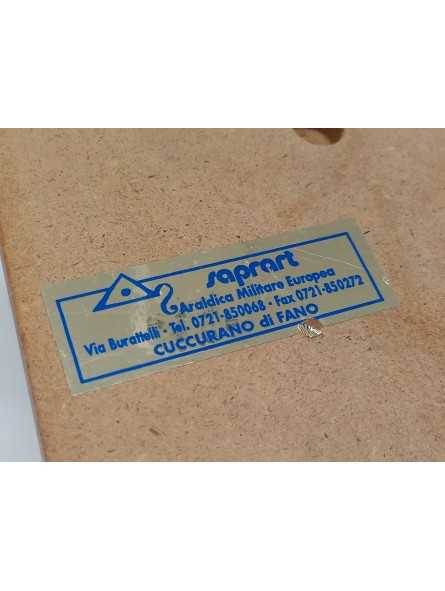 saprart
Araldica Militare Europea
Via Burattelli - Tel. 0721-850068 - Fax 0721-850272
CUCCURANO di FANO